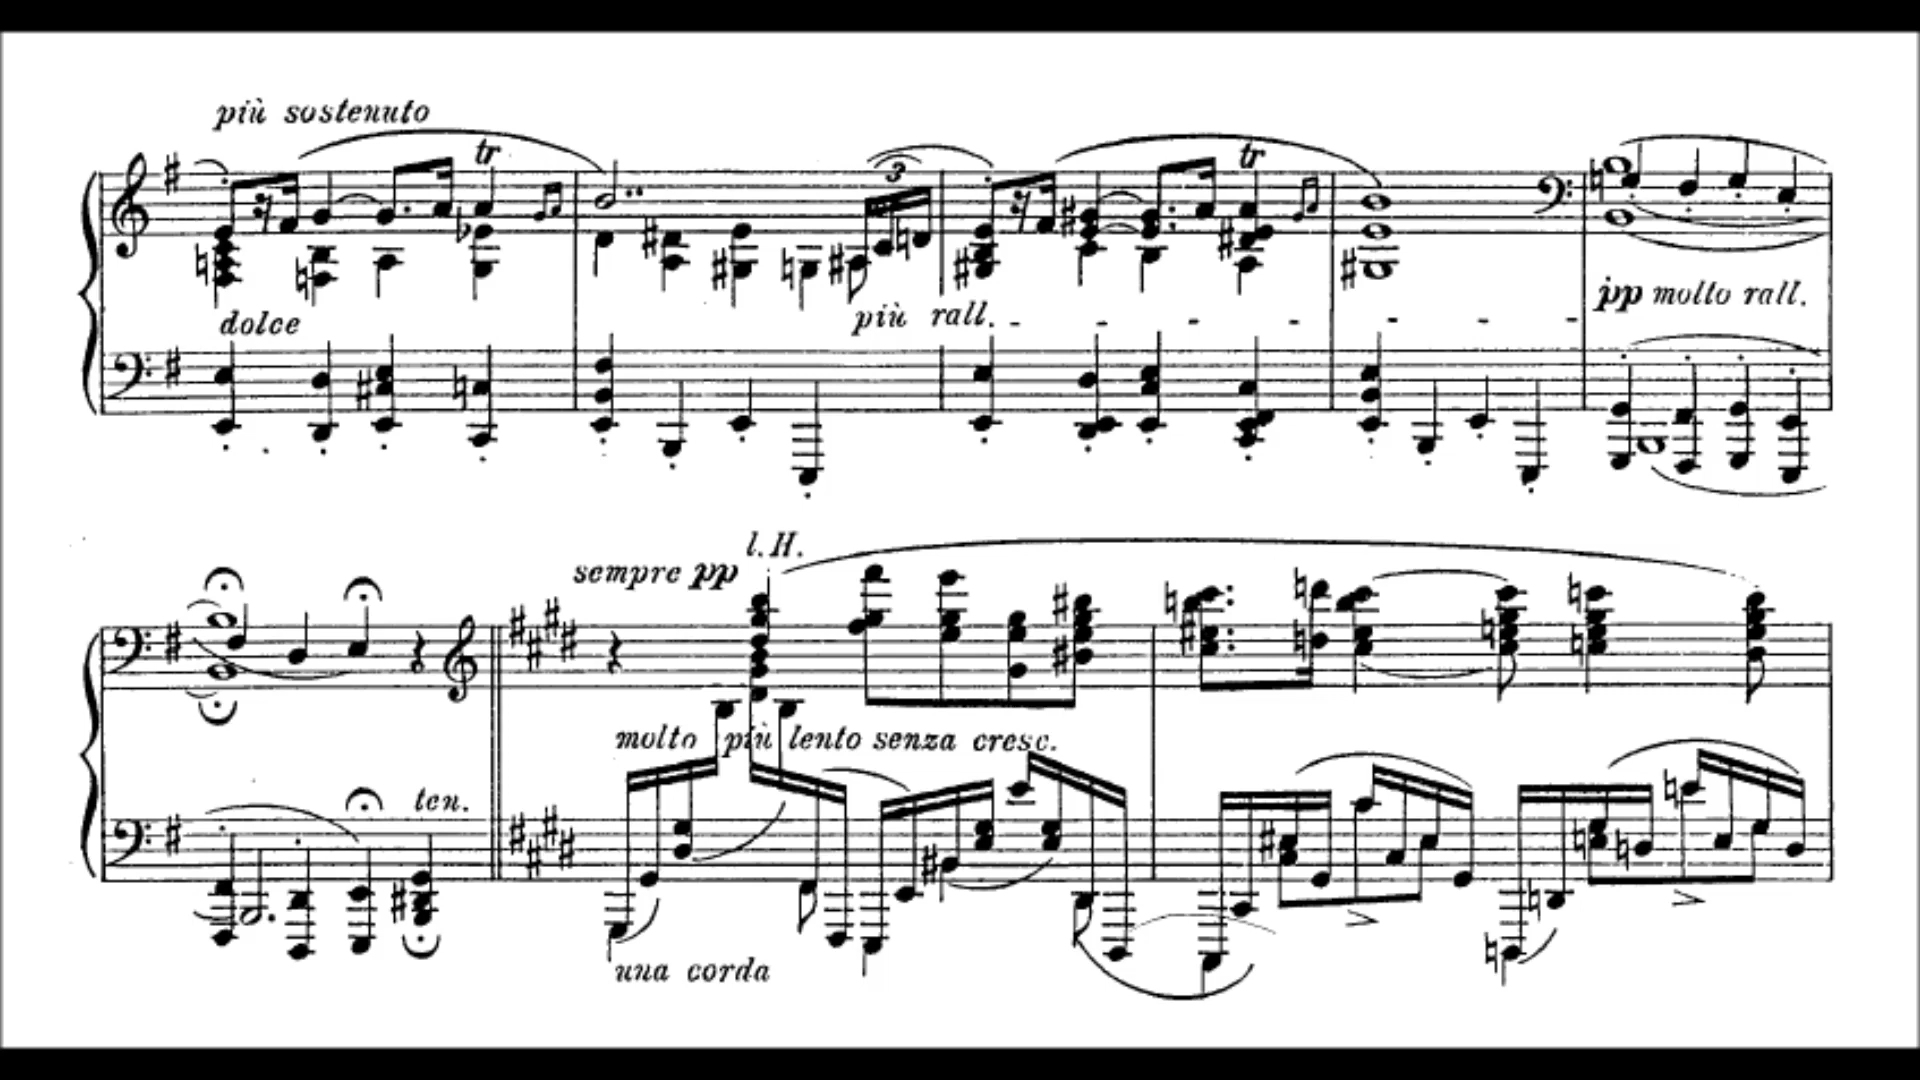 più sostenuto
tr
3
tr
dolce
più rall.
pp molto rall.
l.H.
sempre pp
molto più lento senza cresc.
ten.
una corda